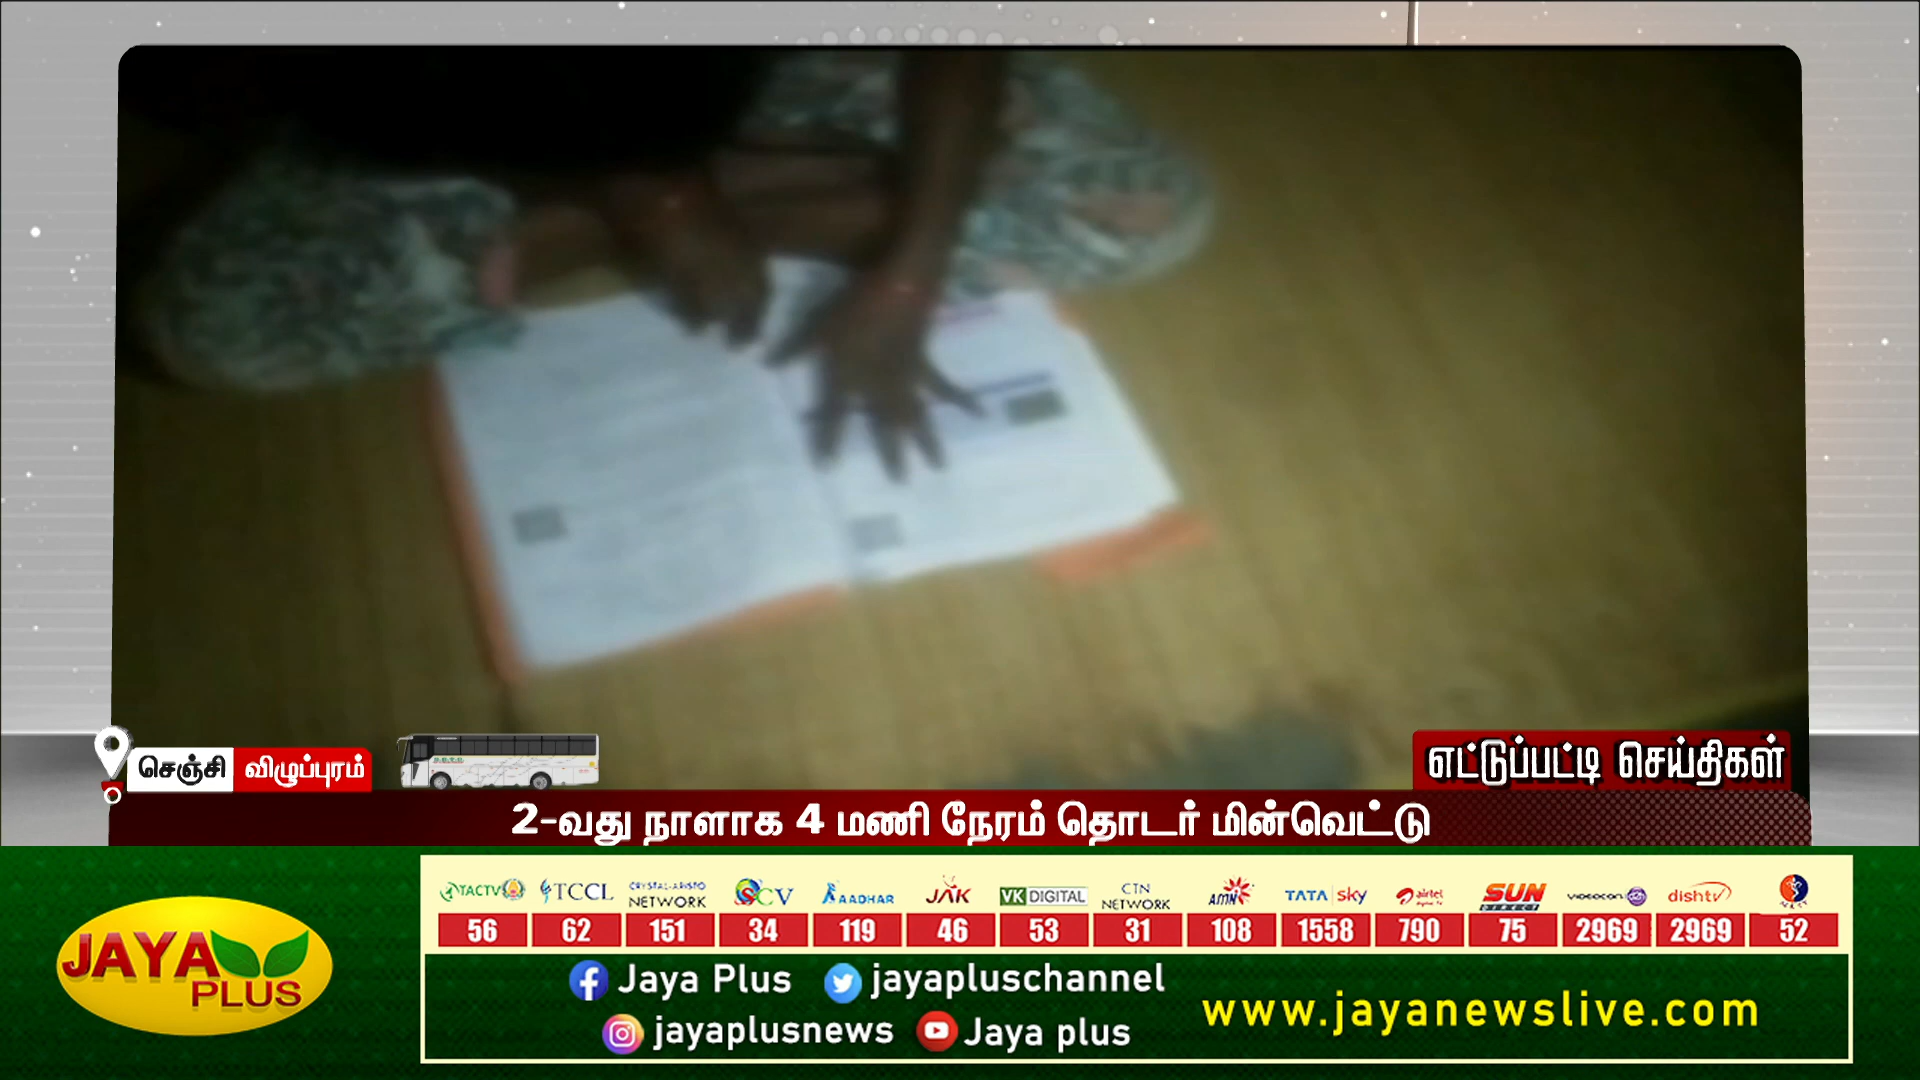 செஞ்சி விழுப்புரம்
எட்டுப்பட்டி செய்திகள்
2-வது நாளாக 4 மணி நேரம் தொடர் மின்வெட்டு
JAYA PLUS
TACTV TCCL CRYSTAL-ARISTO NETWORK SCV AADHAR JAK VK DIGITAL CTN NETWORK AMN TATA sky airtel SUN DIRECT videocon dishtv
56 62 151 34 119 46 53 31 108 1558 790 75 2969 2969 52
Jaya Plus jayapluschannel
jayaplusnews Jaya plus
www.jayanewslive.com